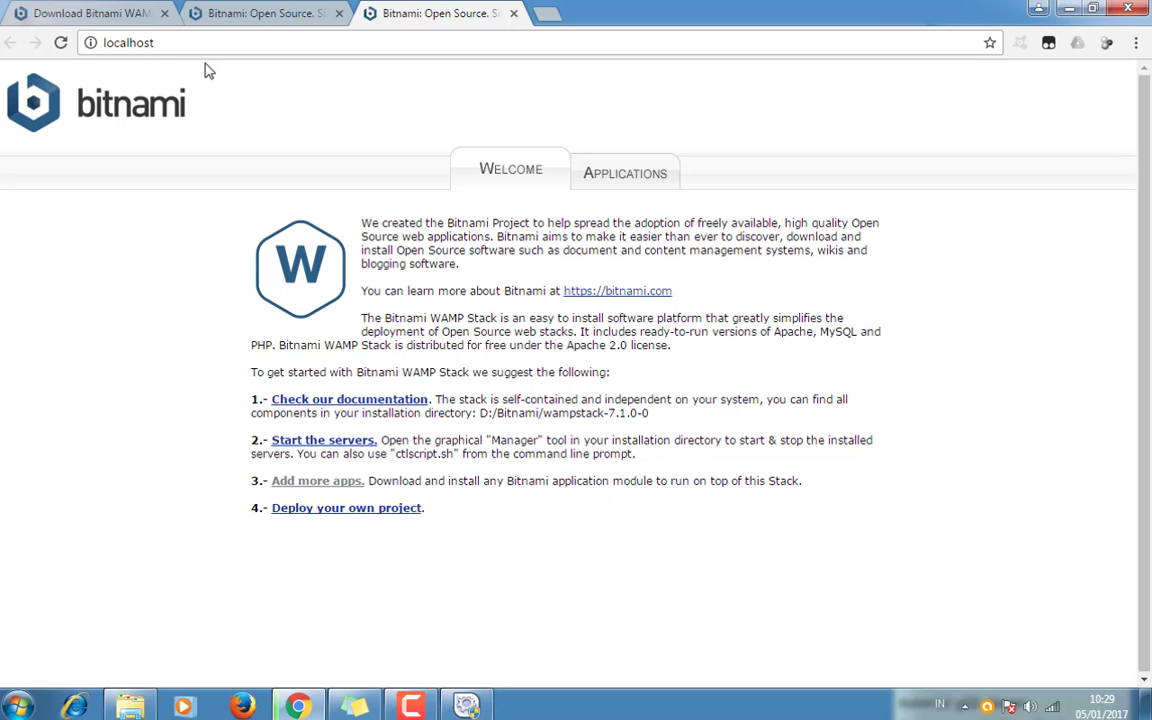 Download Bitnami WAM
Bitnami: Open Source. Si
Bitnami: Open Source. Si
localhost
bitnami
WELCOME
APPLICATIONS
W
We created the Bitnami Project to help spread the adoption of freely available, high quality Open
Source web applications. Bitnami aims to make it easier than ever to discover, download and
install Open Source software such as document and content management systems, wikis and
blogging software.
You can learn more about Bitnami at https://bitnami.com
The Bitnami WAMP Stack is an easy to install software platform that greatly simplifies the
deployment of Open Source web stacks. It includes ready-to-run versions of Apache, MySQL and
PHP. Bitnami WAMP Stack is distributed for free under the Apache 2.0 license.
To get started with Bitnami WAMP Stack we suggest the following:
1.- Check our documentation. The stack is self-contained and independent on your system, you can find all
components in your installation directory: D:/Bitnami/wampstack-7.1.0-0
2.- Start the servers. Open the graphical "Manager" tool in your installation directory to start & stop the installed
servers. You can also use "ctlscript.sh" from the command line prompt.
3.- Add more apps. Download and install any Bitnami application module to run on top of this Stack.
4.- Deploy your own project.
IN
10:29
05/01/2017